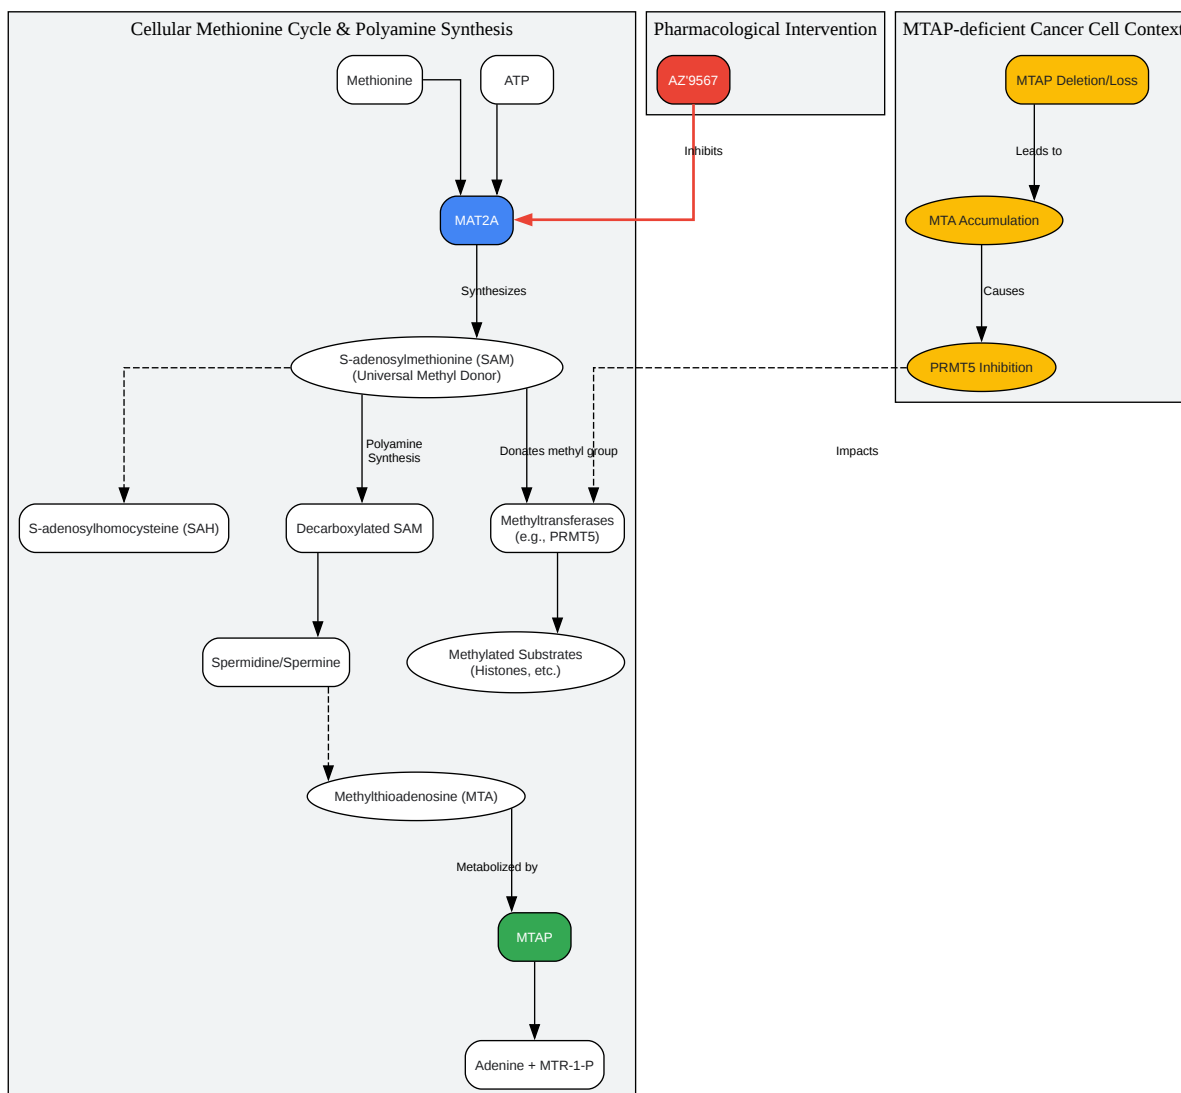 Cellular Methionine Cycle & Polyamine Synthesis
Pharmacological Intervention
MTAP-deficient Cancer Cell Context
Methionine
ATP
AZ'9567
MTAP Deletion/Loss
Inhibits
Leads to
MAT2A
MTA Accumulation
Synthesizes
Causes
S-adenosylmethionine (SAM)
(Universal Methyl Donor)
PRMT5 Inhibition
Polyamine
Synthesis
Donates methyl group
Impacts
S-adenosylhomocysteine (SAH)
Decarboxylated SAM
Methyltransferases
(e.g., PRMT5)
Spermidine/Spermine
Methylated Substrates
(Histones, etc.)
Methylthioadenosine (MTA)
Metabolized by
MTAP
Adenine + MTR-1-P